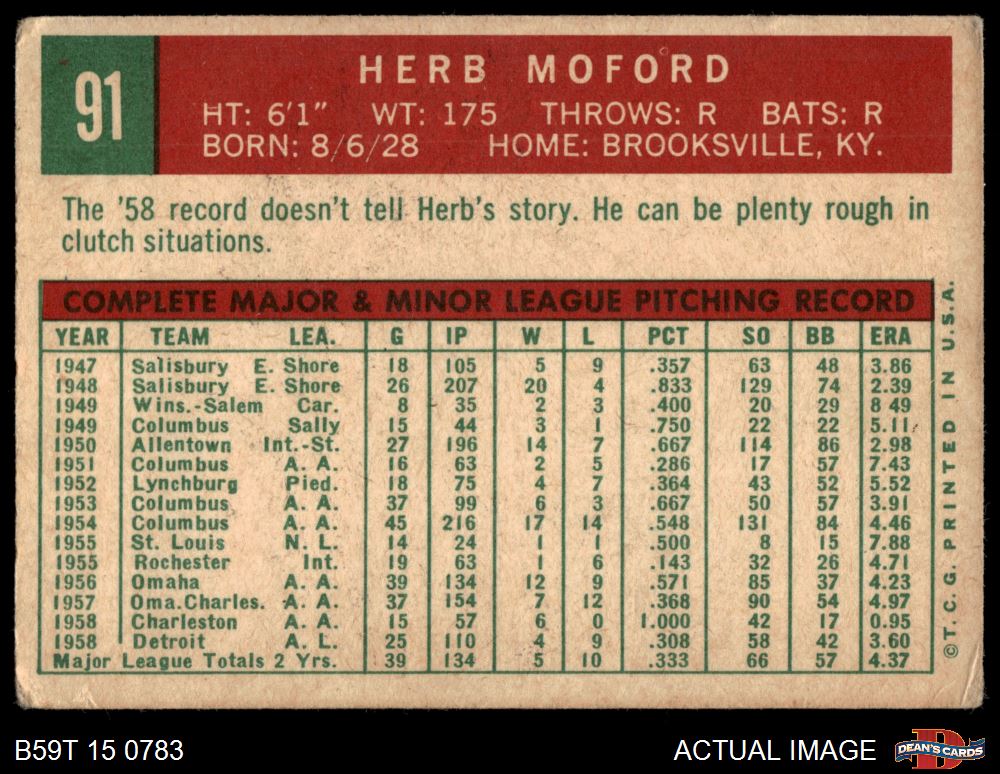 91
HERB MOFORD
HT: 6'1" WT: 175 THROWS: R BATS: R
BORN: 8/6/28 HOME: BROOKSVILLE, KY.
The '58 record doesn't tell Herb's story. He can be plenty rough in
clutch situations.
COMPLETE MAJOR & MINOR LEAGUE PITCHING RECORD
YEAR TEAM LEA. G IP W L PCT SO BB ERA
1947 Salisbury E. Shore 18 105 5 9 .357 63 48 3.86
1948 Salisbury E. Shore 26 207 20 4 .833 129 74 2.39
1949 Wins.-Salem Car. 8 35 2 3 .400 20 29 8 49
1949 Columbus Sally 15 44 3 1 .750 22 22 5.11
1950 Allentown Int.-St. 27 196 14 7 .667 114 86 2.98
1951 Columbus A. A. 16 63 2 5 .286 17 57 7.43
1952 Lynchburg Pied. 18 75 4 7 .364 43 52 5.52
1953 Columbus A. A. 37 99 6 3 .667 50 57 3.91
1954 Columbus A. A. 45 216 17 14 .548 131 84 4.46
1955 St. Louis N. L. 14 24 1 1 .500 8 15 7.88
1955 Rochester Int. 19 63 1 6 .143 32 26 4.71
1956 Omaha A. A. 39 134 12 9 .571 85 37 4.23
1957 Oma.Charles. A. A. 37 154 7 12 .368 90 54 4.97
1958 Charleston A. A. 15 57 6 0 1.000 42 17 0.95
1958 Detroit A. L. 25 110 4 9 .308 58 42 3.60
Major League Totals 2 Yrs. 39 134 5 10 .333 66 57 4.37
©T. C. G. PRINTED IN U.S.A.
B59T 15 0783
ACTUAL IMAGE
DEAN'S CARDS